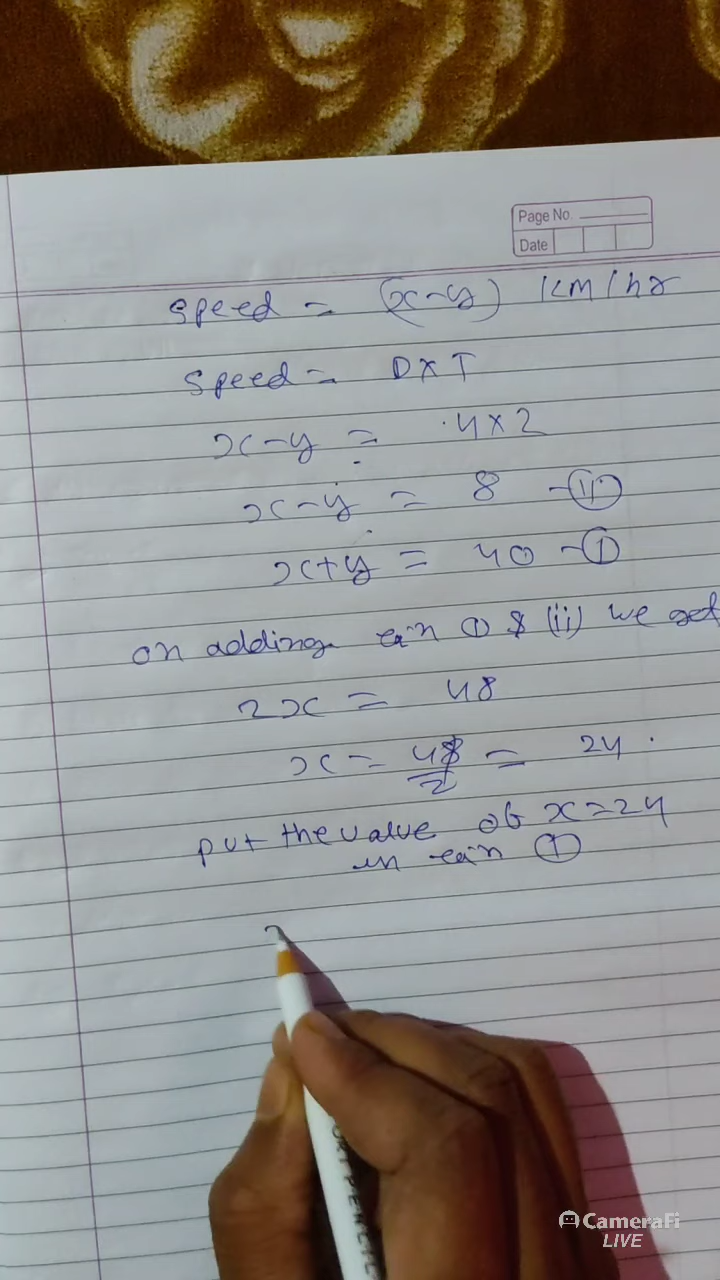 Page No.
Date
Speed = (x-y) KM/hr
Speed = D×T
x-y = 4×2
x-y = 8 -(ii)
x+y = 40 -(I)
on adding eqn (I) & (ii) we get
2x = 48
x = 48/2 = 24.
put the value of x=24
in eqn (I)
CameraFi
LIVE